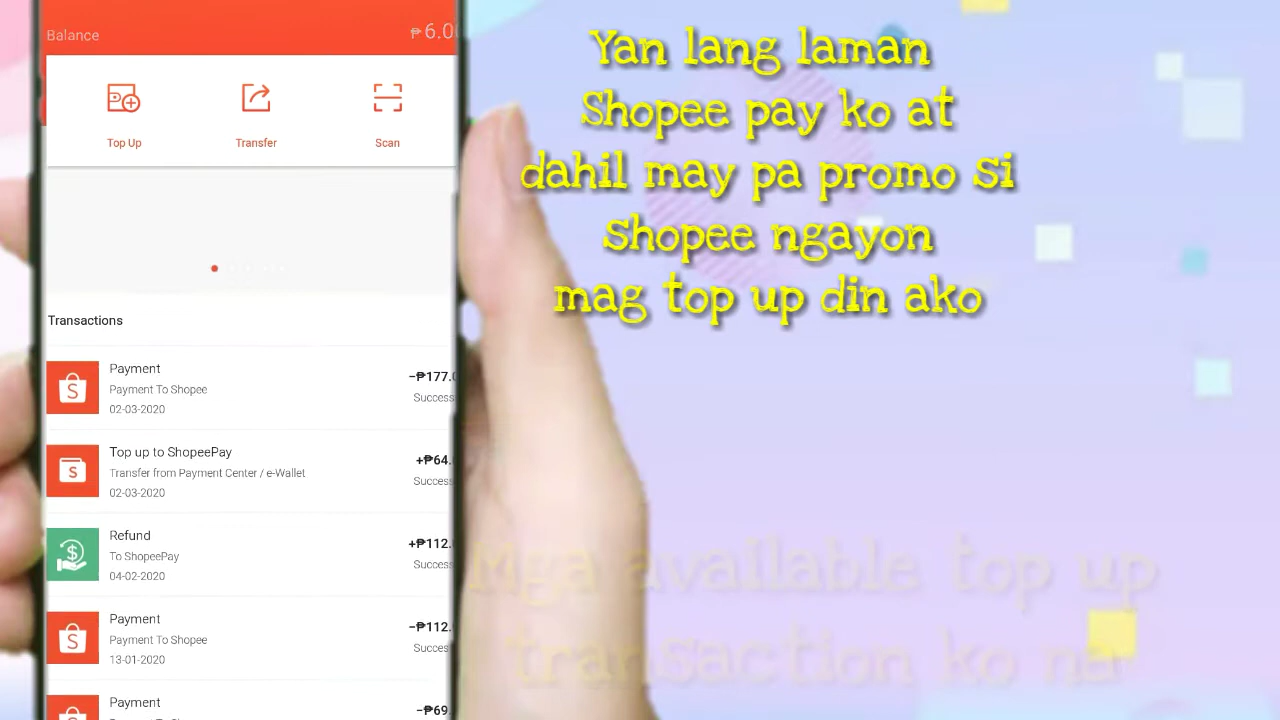 Balance
₱6.0
Top Up
Transfer
Scan
Transactions
Payment
Payment To Shopee
02-03-2020
−₱177.
Success
Top up to ShopeePay
Transfer from Payment Center / e-Wallet
02-03-2020
+₱64.
Success
Refund
To ShopeePay
04-02-2020
+₱112.
Success
Payment
Payment To Shopee
13-01-2020
−₱112.
Succes
Payment
−₱69.
Yan lang laman
Shopee pay ko at
dahil may pa promo si
shopee ngayon
mag top up din ako
Mga available top up
transaction ko na